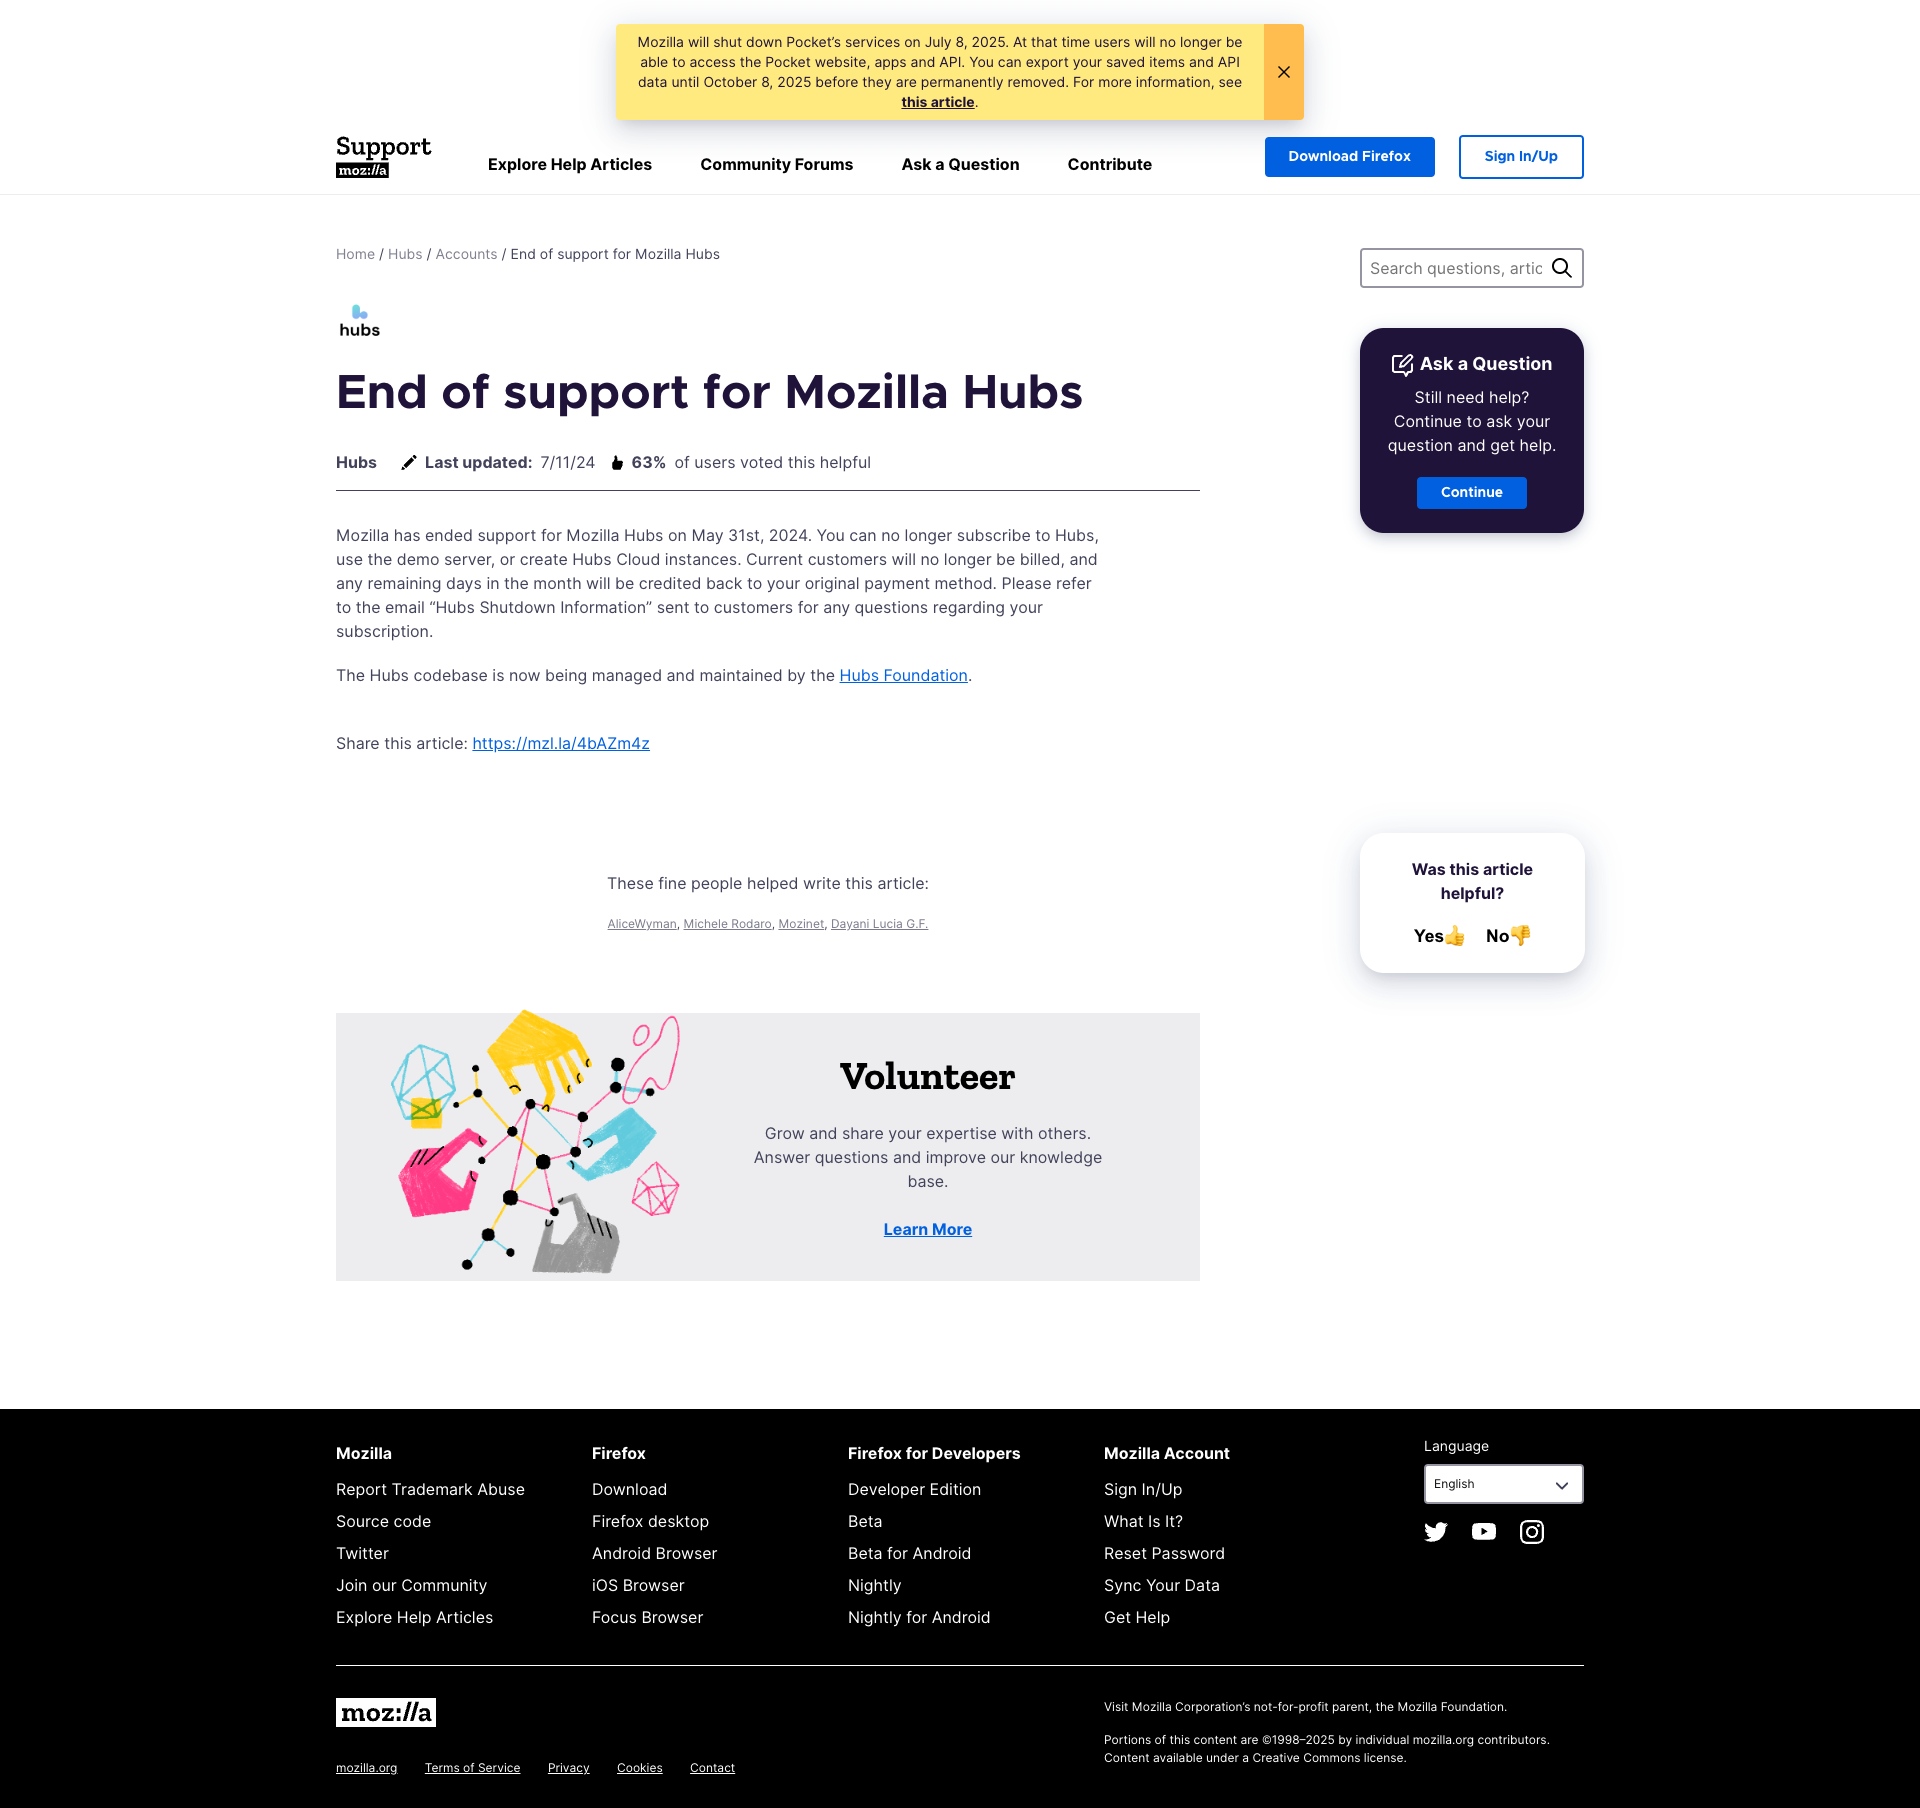 Mozilla will shut down Pocket's services on July 8, 2025. At that time users will no longer be
able to access the Pocket website, apps and API. You can export your saved items and API
data until October 8, 2025 before they are permanently removed. For more information, see
this article.
Support
moz://a
Explore Help Articles
Community Forums
Ask a Question
Contribute
Download Firefox
Sign In/Up
Home / Hubs / Accounts / End of support for Mozilla Hubs
Search questions, artic
hubs
End of support for Mozilla Hubs
Hubs Last updated: 7/11/24 63% of users voted this helpful
Ask a Question
Still need help?
Continue to ask your
question and get help.
Continue
Mozilla has ended support for Mozilla Hubs on May 31st, 2024. You can no longer subscribe to Hubs,
use the demo server, or create Hubs Cloud instances. Current customers will no longer be billed, and
any remaining days in the month will be credited back to your original payment method. Please refer
to the email “Hubs Shutdown Information” sent to customers for any questions regarding your
subscription.
The Hubs codebase is now being managed and maintained by the Hubs Foundation.
Share this article: https://mzl.la/4bAZm4z
These fine people helped write this article:
AliceWyman, Michele Rodaro, Mozinet, Dayani Lucia G.F.
Was this article
helpful?
Yes👍 No👎
Volunteer
Grow and share your expertise with others.
Answer questions and improve our knowledge
base.
Learn More
Mozilla
Report Trademark Abuse
Source code
Twitter
Join our Community
Explore Help Articles
Firefox
Download
Firefox desktop
Android Browser
iOS Browser
Focus Browser
Firefox for Developers
Developer Edition
Beta
Beta for Android
Nightly
Nightly for Android
Mozilla Account
Sign In/Up
What Is It?
Reset Password
Sync Your Data
Get Help
Language
English
moz://a
mozilla.org
Terms of Service
Privacy
Cookies
Contact
Visit Mozilla Corporation's not-for-profit parent, the Mozilla Foundation.
Portions of this content are ©1998–2025 by individual mozilla.org contributors.
Content available under a Creative Commons license.